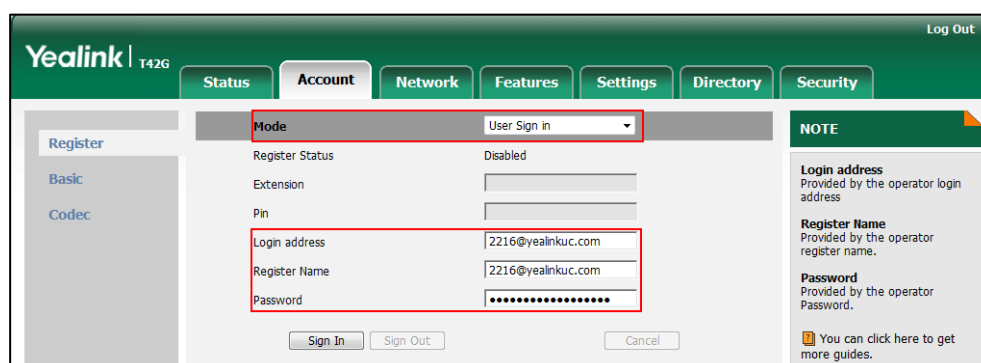 Log Out
Yealink T42G
Status Account Network Features Settings Directory Security
Register
Basic
Codec
Mode User Sign in
Register Status Disabled
Extension
Pin
Login address 2216@yealinkuc.com
Register Name 2216@yealinkuc.com
Password ••••••••••••••••••
Sign In Sign Out Cancel
NOTE
Login address
Provided by the operator login
address
Register Name
Provided by the operator
register name.
Password
Provided by the operator
Password.
You can click here to get
more guides.